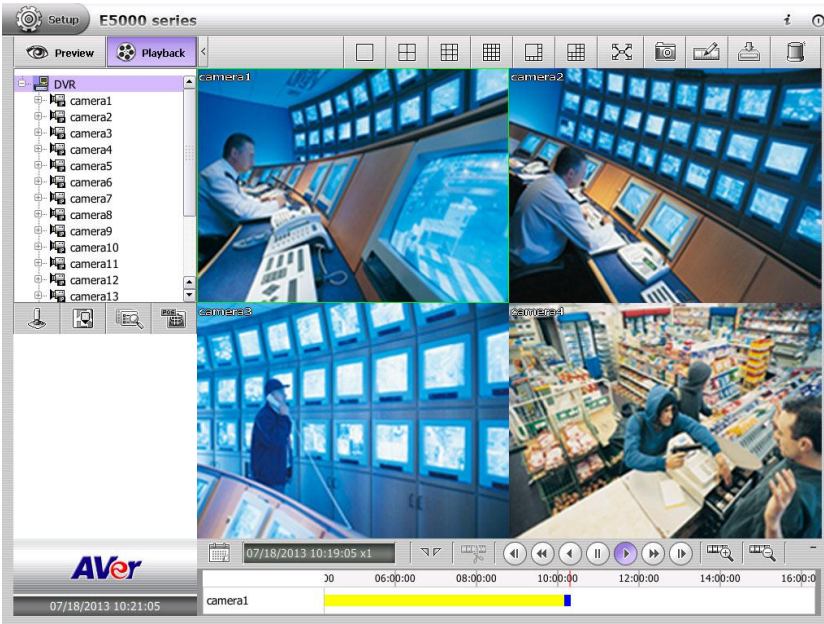 Setup E5000 series i
Preview Playback <
DVR
camera1
camera2
camera3
camera4
camera5
camera6
camera7
camera8
camera9
camera10
camera11
camera12
camera13
camera1
camera2
camera3
camera4
POS
AVer
07/18/2013 10:21:05
07/18/2013 10:19:05 x1
00 06:00:00 08:00:00 10:00:00 12:00:00 14:00:00 16:00:0
camera1